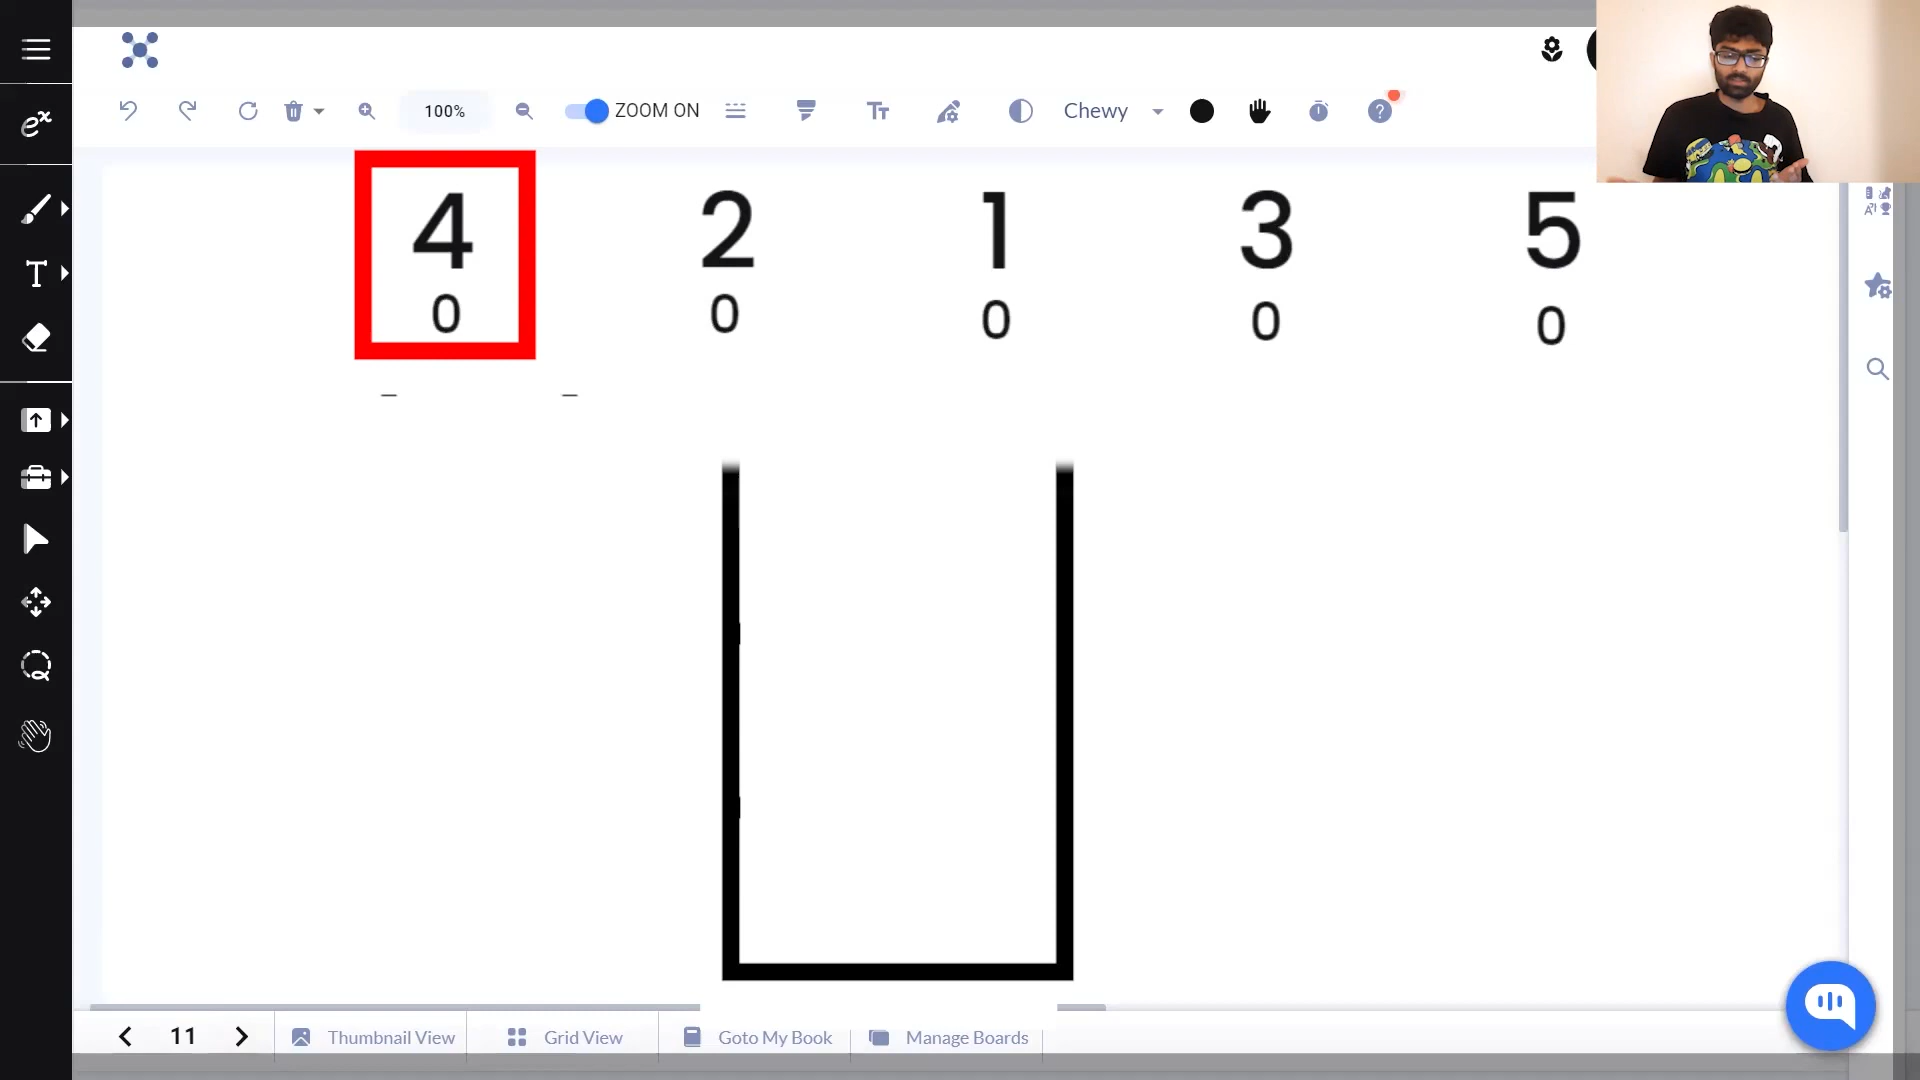 100%
ZOOM ON
Chewy
4 2 1 3 5
0 0 0 0 0
_ _
11
Thumbnail View
Grid View
Goto My Book
Manage Boards